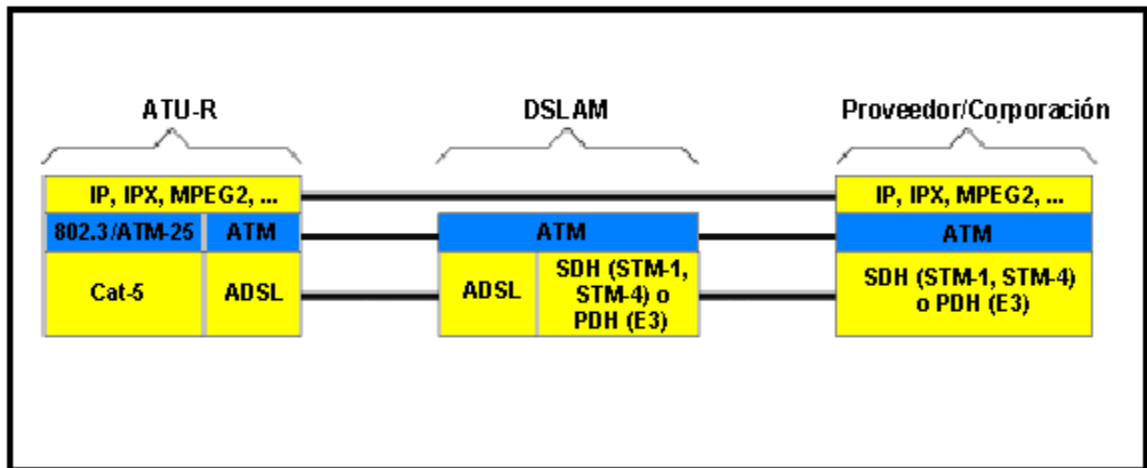 ATU-R
DSLAM
Proveedor/Corporación
IP, IPX, MPEG2, ...
IP, IPX, MPEG2, ...
802.3/ATM-25
ATM
ATM
ATM
Cat-5
ADSL
ADSL
SDH (STM-1,
STM-4) o
PDH (E3)
SDH (STM-1, STM-4)
o PDH (E3)